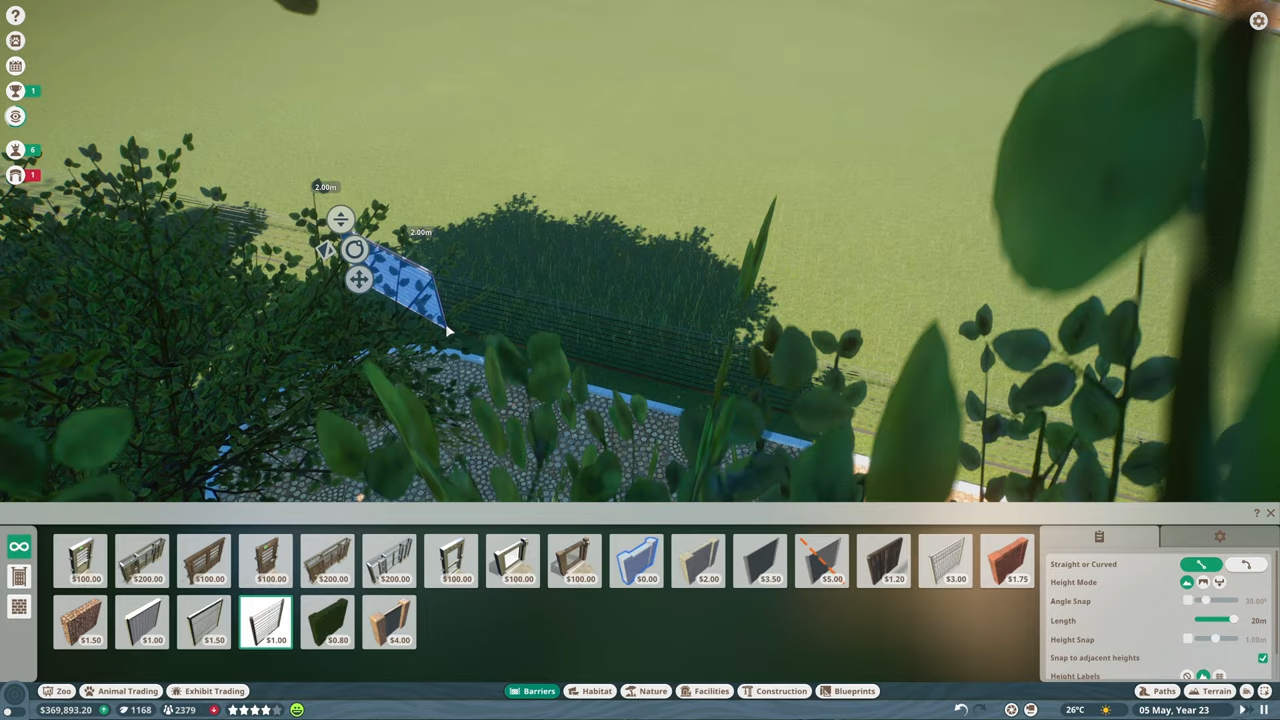 ?
1
6
1
2.00m
2.00m
?
$100.00
$200.00
$100.00
$100.00
$200.00
$200.00
$100.00
$100.00
$100.00
$0.00
$2.00
$3.50
$5.00
$1.20
$3.00
$1.75
$1.50
$1.00
$1.50
$1.00
$0.80
$4.00
Straight or Curved
Height Mode
Angle Snap 30.00°
Length 20m
Height Snap 1.00m
Snap to adjacent heights
Height Labels
Zoo Animal Trading Exhibit Trading Barriers Habitat Nature Facilities Construction Blueprints Paths Terrain
$369,893.20 1168 2379 26°C 05 May, Year 23